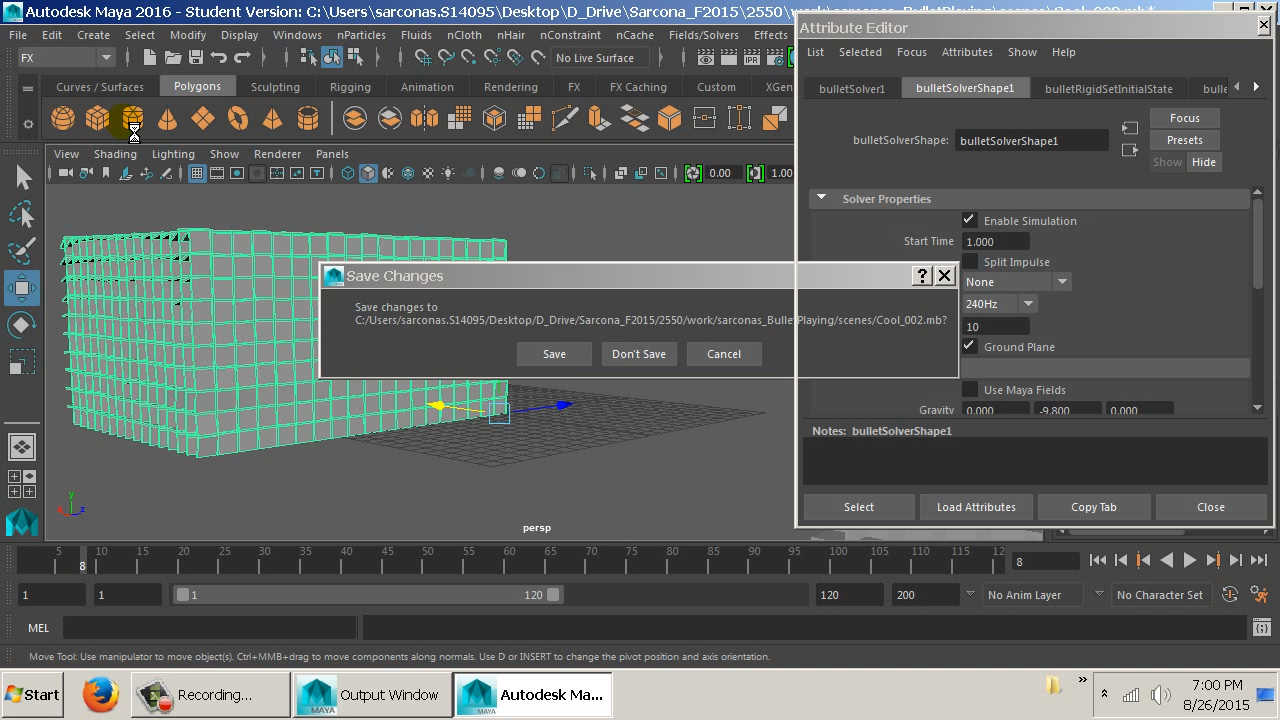 Autodesk Maya 2016 - Student Version: C:\Users\sarconas.S14095\Desktop\D_Drive\Sarcona_F2015\2550\
File Edit Create Select Modify Display Windows nParticles Fluids nCloth nHair nConstraint nCache Fields/Solvers Effects
FX
No Live Surface
Curves / Surfaces Polygons Sculpting Rigging Animation Rendering FX FX Caching Custom XGen
View Shading Lighting Show Renderer Panels
0.00
1.00
Attribute Editor
List Selected Focus Attributes Show Help
bulletSolver1 bulletSolverShape1 bulletRigidSetInitialState bulle
bulletSolverShape: bulletSolverShape1
Focus
Presets
Show Hide
Solver Properties
Enable Simulation
Start Time 1.000
Split Impulse
None
240Hz
10
Ground Plane
Use Maya Fields
Gravity 0.000 -9.800 0.000
Notes: bulletSolverShape1
Select Load Attributes Copy Tab Close
Save Changes
?
Save changes to
C:/Users/sarconas.S14095/Desktop/D_Drive/Sarcona_F2015/2550/work/sarconas_BulletPlaying/scenes/Cool_002.mb?
Save Don't Save Cancel
y
z
persp
5 10 15 20 25 30 35 40 45 50 55 60 65 70 75 80 85 90 95 100 105 110 115 12
8
8
1 1 1 120 120 200 No Anim Layer No Character Set
MEL
Move Tool: Use manipulator to move object(s). Ctrl+MMB+drag to move components along normals. Use D or INSERT to change the pivot position and axis orientation.
Start
Recording...
MAYA Output Window
MAYA Autodesk Ma...
7:00 PM
8/26/2015